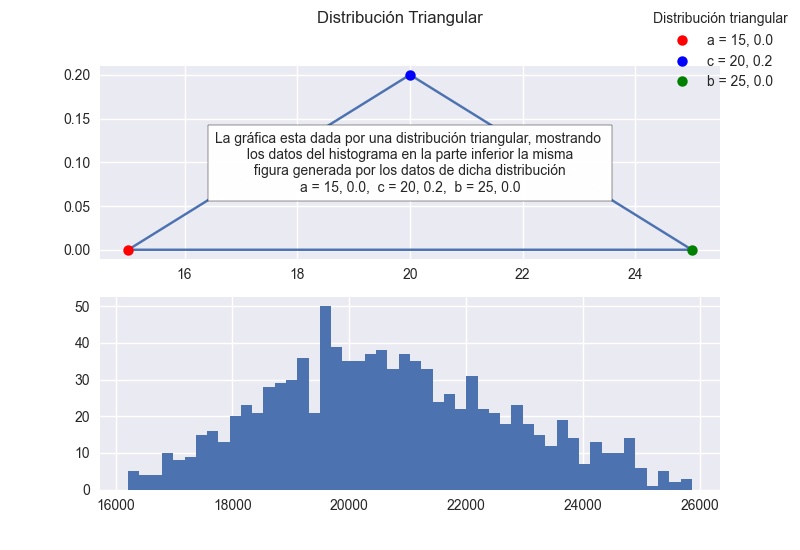 Distribución Triangular
Distribución triangular
a = 15, 0.0
c = 20, 0.2
b = 25, 0.0
0.20
0.15
0.10
0.05
0.00
La gráfica esta dada por una distribución triangular, mostrando
los datos del histograma en la parte inferior la misma
figura generada por los datos de dicha distribución
a = 15, 0.0,  c = 20, 0.2,  b = 25, 0.0
16 18 20 22 24
50
40
30
20
10
0
16000 18000 20000 22000 24000 26000